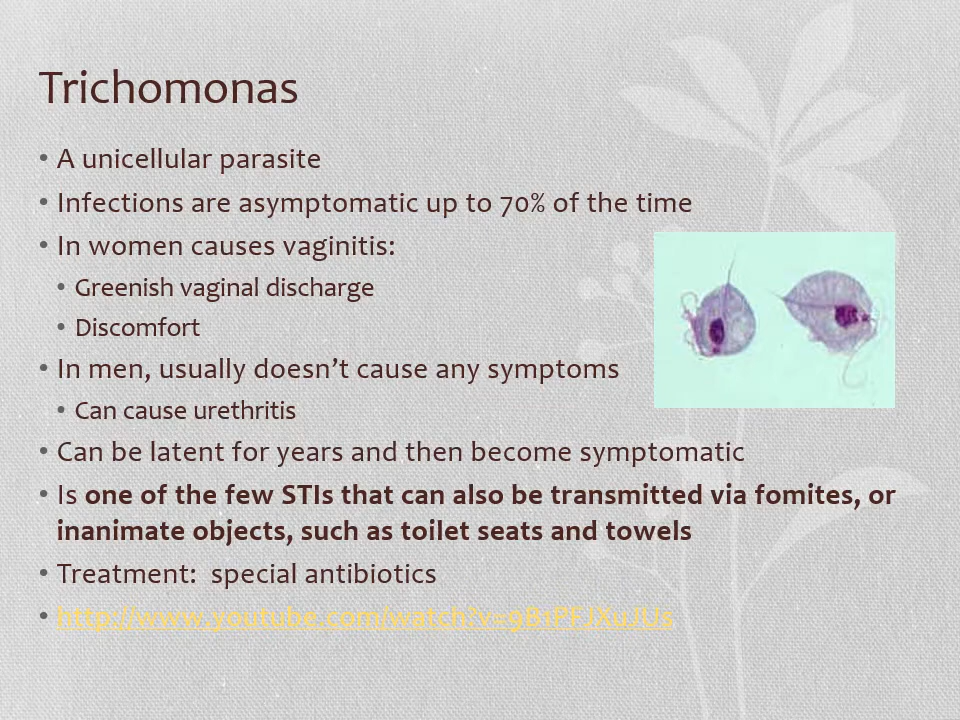 Trichomonas
• A unicellular parasite
• Infections are asymptomatic up to 70% of the time
• In women causes vaginitis:
• Greenish vaginal discharge
• Discomfort
• In men, usually doesn’t cause any symptoms
• Can cause urethritis
• Can be latent for years and then become symptomatic
• Is one of the few STIs that can also be transmitted via fomites, or
inanimate objects, such as toilet seats and towels
• Treatment:  special antibiotics
• http://www.youtube.com/watch?v=9B1PFJXuJUs